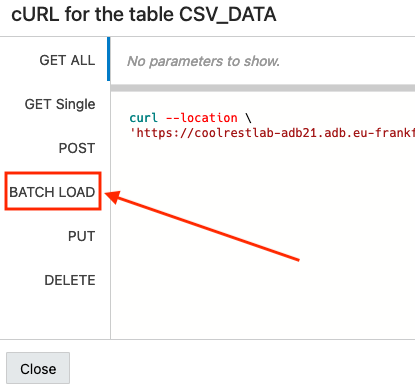 cURL for the table CSV_DATA
GET ALL
No parameters to show.
GET Single
curl --location \
'https://coolrestlab-adb21.adb.eu-frankf
POST
BATCH LOAD
PUT
DELETE
Close